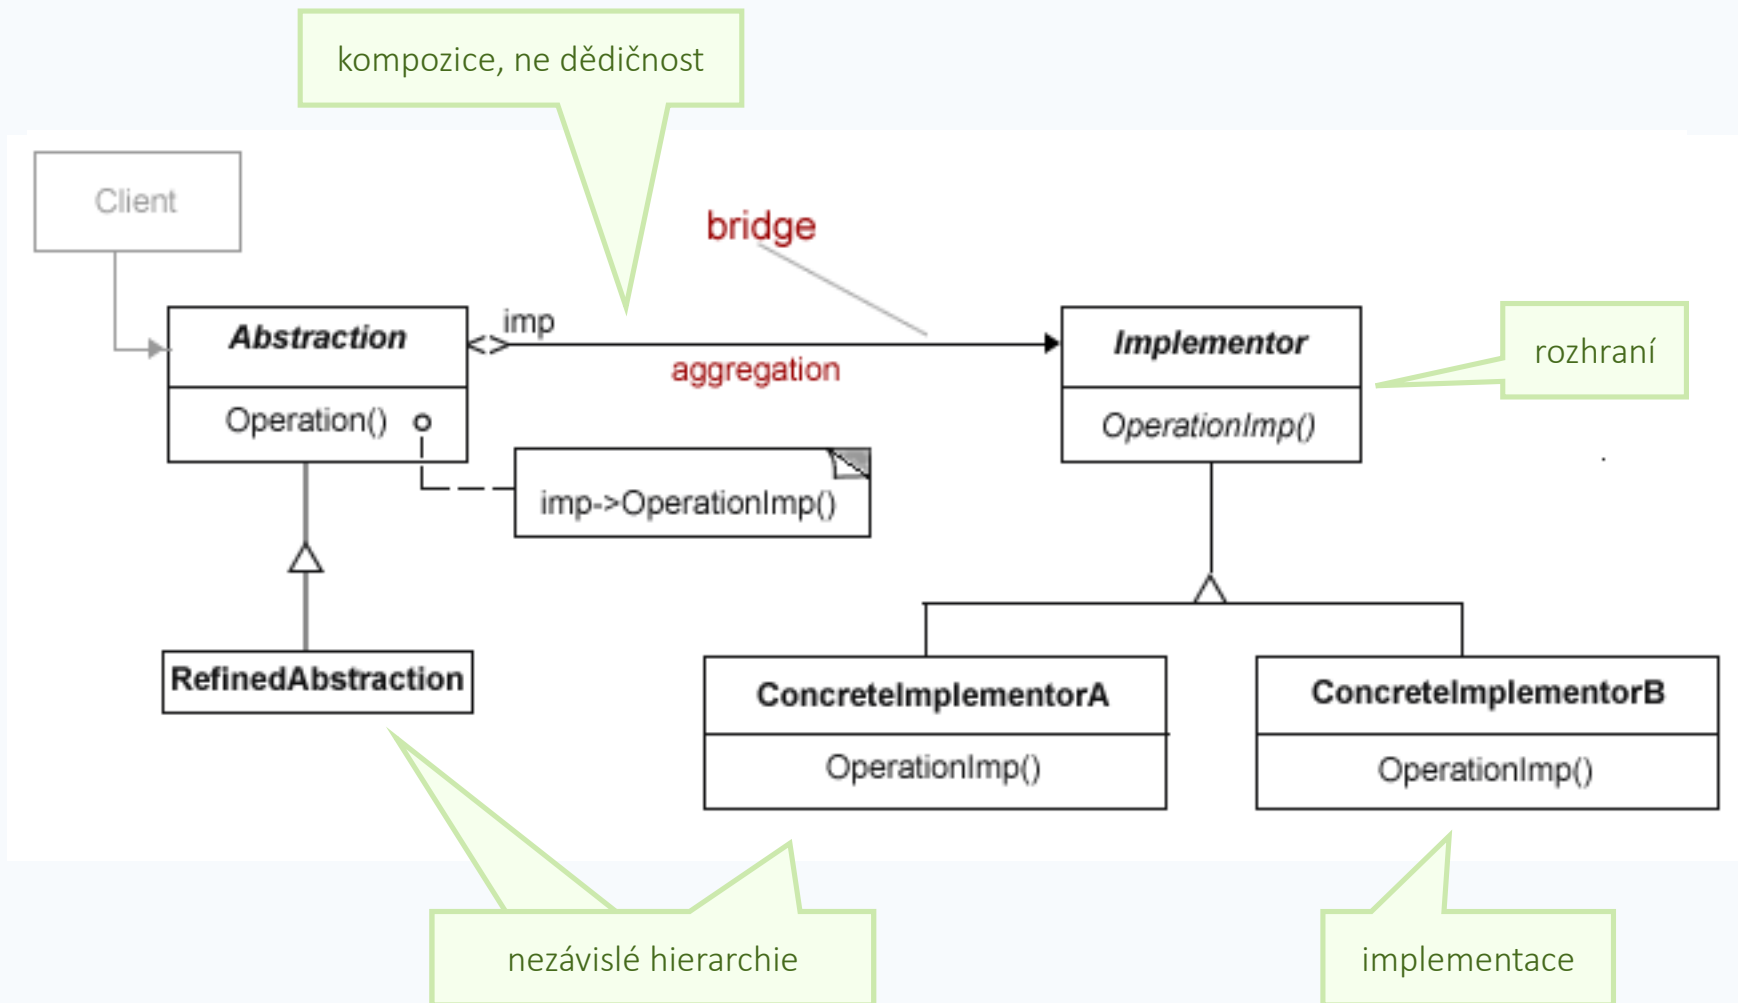 kompozice, ne dědičnost
Client
bridge
imp
Abstraction
Implementor
rozhraní
aggregation
Operation()
OperationImp()
imp->OperationImp()
RefinedAbstraction
ConcreteImplementorA
ConcreteImplementorB
OperationImp()
OperationImp()
nezávislé hierarchie
implementace